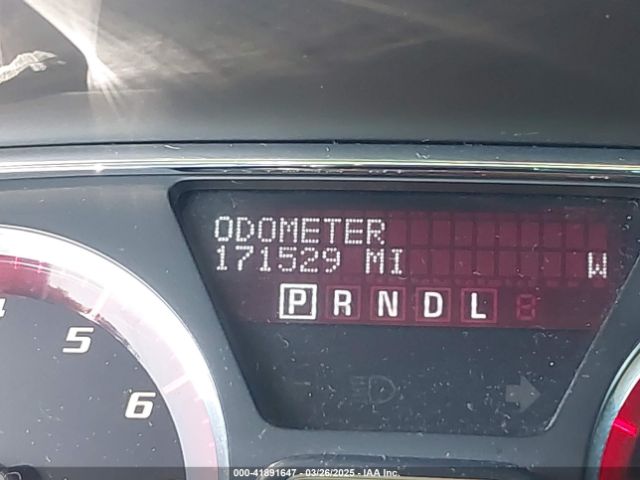 ODOMETER
171529 MI W
P R N D L
5
6
000-41891647 - 03/26/2025 - IAA Inc.